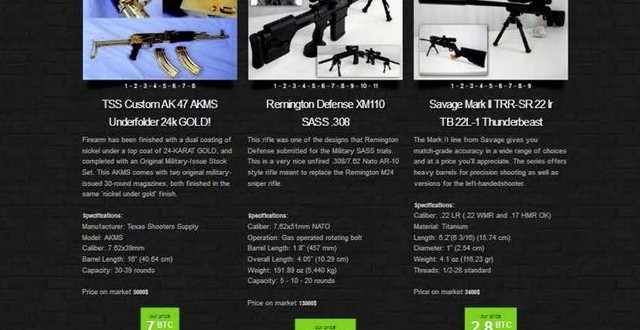 1 - 2 - 3 - 4 - 5 - 6 - 7 - 8
TSS Custom AK 47 AKMS
Underfolder 24k GOLD!
Firearm has been finished with a dual coating of
nickel under a top coat of 24-KARAT GOLD, and
completed with an Original Military-Issue Stock
Set. This AKMS comes with two original military-
issued 30-round magazines, both finished in the
same 'nickel under gold' finish.
Specifications:
Manufacturer: Texas Shooters Supply
Model: AKMS
Caliber: 7.62x39mm
Barrel Length: 16" (40.64 cm)
Capacity: 30-39 rounds
Price on market 5000$
our price
7 BTC
1 - 2 - 3 - 4 - 5 - 6 - 7 - 8 - 9 - 10 - 11
Remington Defense XM110
SASS .308
This rifle was one of the designs that Remington
Defense submitted for the Military SASS trials.
This is a very nice unfired .308/7.62 Nato AR-10
style rifle meant to replace the Remington M24
sniper rifle.
Specifications:
Caliber: 7.62x51mm NATO
Operation: Gas operated rotating bolt
Barrel Length: 1.8" (457 mm)
Overall Length: 4.05" (10.29 cm)
Weight: 191.89 oz (5,440 kg)
Capacity: 5 - 10 - 20 rounds
Price on market
our price
1 - 2 - 3 - 4 - 5 - 6 - 7 - 8 - 9
Savage Mark II TRR-SR 22 lr
TB 22L-1 Thunderbeast
The Mark II line from Savage gives you
match-grade accuracy in a wide range of choices
and at a price you'll appreciate. The series offers
heavy barrels for precision shooting as well as
versions for the left-handedshooter.
Specifications:
Caliber: .22 LR (.22 WMR and .17 HMR OK)
Material: Titanium
Length: 6.2"(6 3/16) (15.74 cm)
Diameter: 1" (2.54 cm)
Weight: 4.1 oz (116.23 gr)
Threads: 1/2-28 standard
Price on market 2400$
our price
2.8 BTC